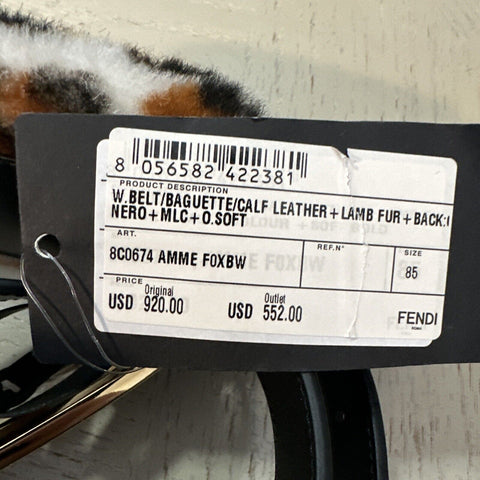 8 056582 422381
PRODUCT DESCRIPTION
W.BELT/BAGUETTE/CALF LEATHER+LAMB FUR+BACK:
NERO+MLC+O.SOFT
ART.
REF.N°
SIZE
8C0674 AMME F0XBW
85
PRICE
Original
Outlet
USD 920.00
USD 552.00
FENDI
ROMA